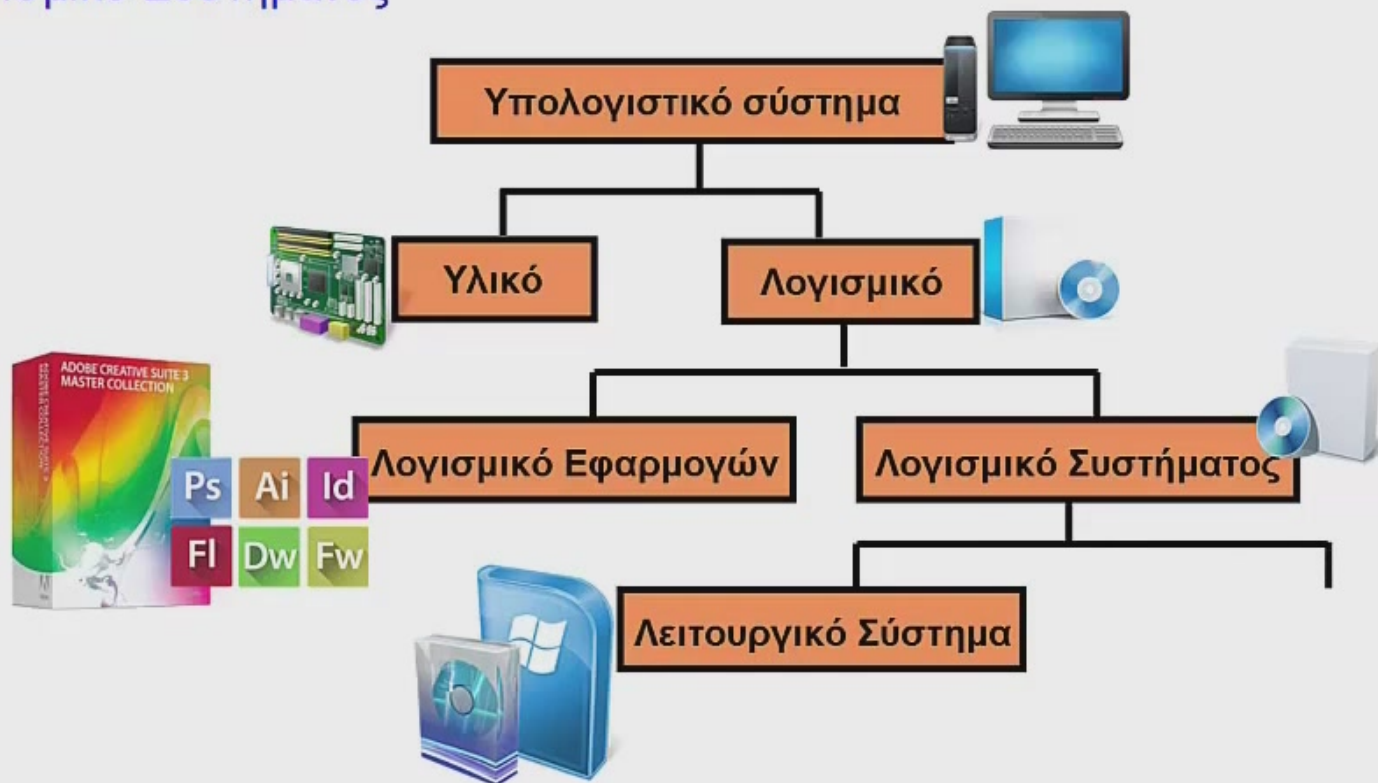 Υπολογιστικό σύστημα
Υλικό
Λογισμικό
ADOBE CREATIVE SUITE 3
MASTER COLLECTION
Λογισμικό Εφαρμογών
Λογισμικό Συστήματος
Ps Ai Id
Fl Dw Fw
Λειτουργικό Σύστημα